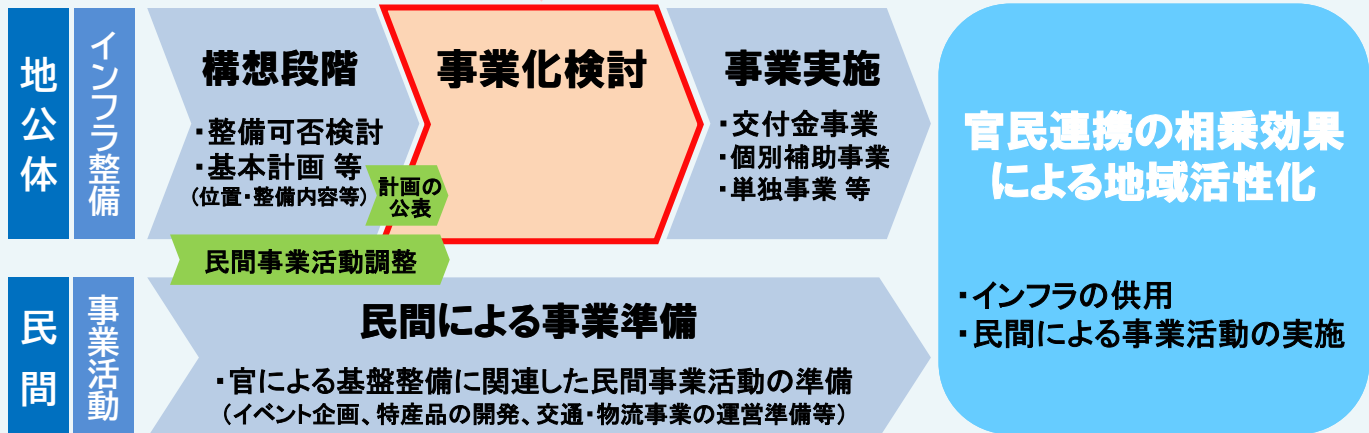 地公体
インフラ整備
構想段階
・整備可否検討
・基本計画 等
(位置・整備内容等)
計画の
公表
事業化検討
事業実施
・交付金事業
・個別補助事業
・単独事業 等
民間事業活動調整
民間
事業活動
民間による事業準備
・官による基盤整備に関連した民間事業活動の準備
(イベント企画、特産品の開発、交通・物流事業の運営準備等)
官民連携の相乗効果
による地域活性化
・インフラの供用
・民間による事業活動の実施